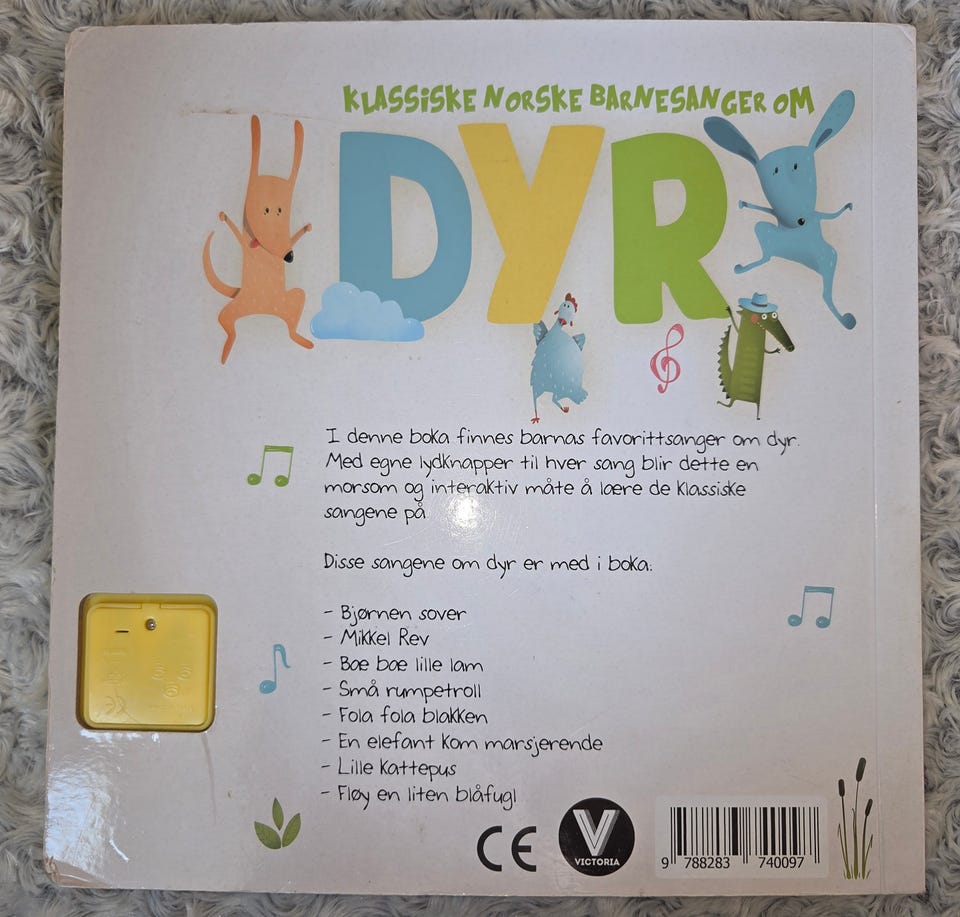 KLASSISKE NORSKE BARNESANGER OM
DYR
I denne boka finnes barnas favorittsanger om dyr.
Med egne lydknapper til hver sang blir dette en
morsom og interaktiv måte å lære de klassiske
sangene på
Disse sangene om dyr er med i boka:
- Bjørnen sover
- Mikkel Rev
- Bæ bæ lille lam
- Små rumpetroll
- Fola fola blakken
- En elefant kom marsjerende
- Lille Kattepus
- Fløy en liten blåfugl
CE
V
VICTORIA
9 788283 740097